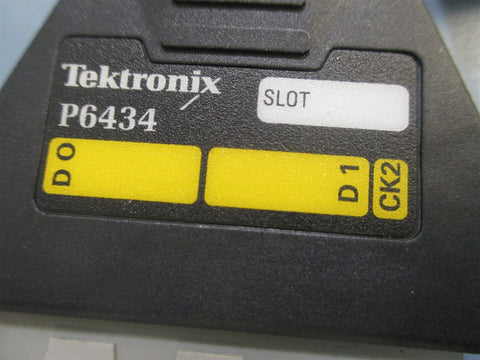 Tektronix
P6434
SLOT
D0
D1
CK2